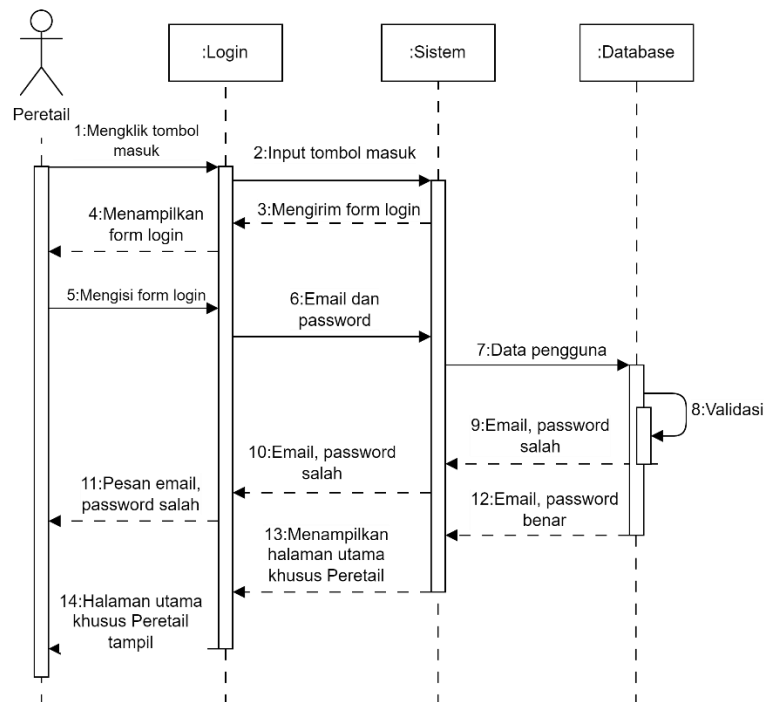 :Login
:Sistem
:Database
Peretail
1:Mengklik tombol
masuk
2:Input tombol masuk
3:Mengirim form login
4:Menampilkan
form login
5:Mengisi form login
6:Email dan
password
7:Data pengguna
8:Validasi
9:Email, password
salah
10:Email, password
salah
11:Pesan email,
password salah
12:Email, password
benar
13:Menampilkan
halaman utama
khusus Peretail
14:Halaman utama
khusus Peretail
tampil